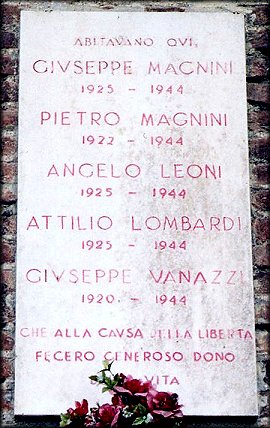 ABITAVANO QVI
GIVSEPPE MAGNINI
1925 - 1944
PIETRO MAGNINI
1922 - 1944
ANGELO LEONI
1925 - 1944
ATTILIO LOMBARDI
1925 - 1944
GIVSEPPE VANAZZI
1920 - 1944
CHE ALLA CAVSA DELLA LIBERTA
FECERO GENEROSO DONO
VITA